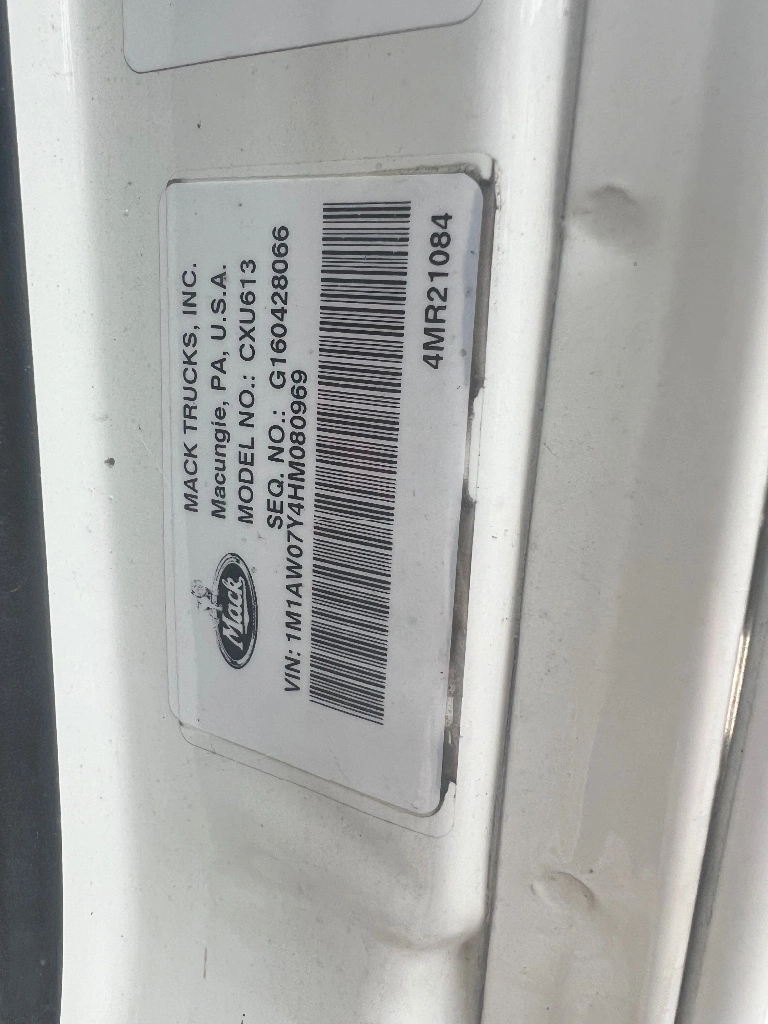 MACK TRUCKS, INC.
Macungie, PA, U.S.A.
MODEL NO.: CXU613
SEQ. NO.: G160428066
Mack
VIN: 1M1AW07Y4HM080969
4MR21084